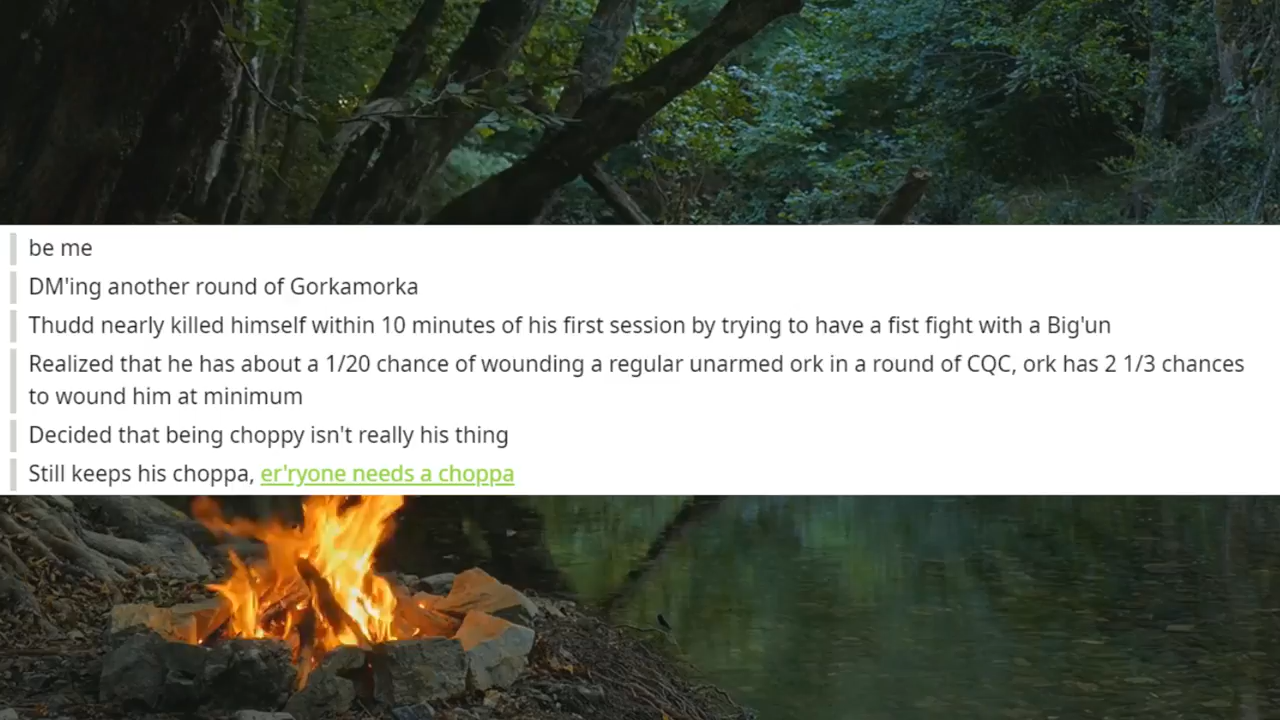 be me
DM'ing another round of Gorkamorka
Thudd nearly killed himself within 10 minutes of his first session by trying to have a fist fight with a Big'un
Realized that he has about a 1/20 chance of wounding a regular unarmed ork in a round of CQC, ork has 2 1/3 chances
to wound him at minimum
Decided that being choppy isn't really his thing
Still keeps his choppa, er'ryone needs a choppa